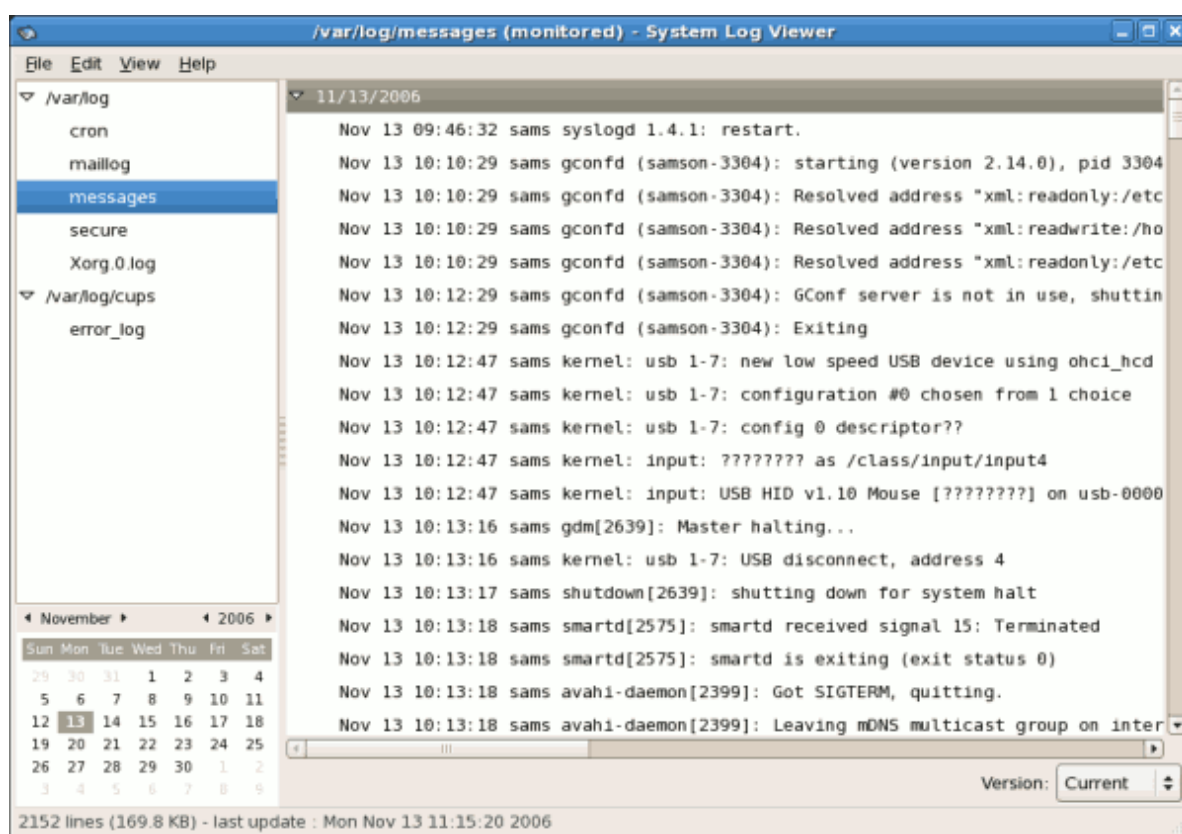 /var/log/messages (monitored) - System Log Viewer
File Edit View Help
/var/log
cron
maillog
messages
secure
Xorg.0.log
/var/log/cups
error_log
11/13/2006
Nov 13 09:46:32 sams syslogd 1.4.1: restart.
Nov 13 10:10:29 sams gconfd (samson-3304): starting (version 2.14.0), pid 3304
Nov 13 10:10:29 sams gconfd (samson-3304): Resolved address "xml:readonly:/etc
Nov 13 10:10:29 sams gconfd (samson-3304): Resolved address "xml:readwrite:/ho
Nov 13 10:10:29 sams gconfd (samson-3304): Resolved address "xml:readonly:/etc
Nov 13 10:12:29 sams gconfd (samson-3304): GConf server is not in use, shuttin
Nov 13 10:12:29 sams gconfd (samson-3304): Exiting
Nov 13 10:12:47 sams kernel: usb 1-7: new low speed USB device using ohci_hcd
Nov 13 10:12:47 sams kernel: usb 1-7: configuration #0 chosen from 1 choice
Nov 13 10:12:47 sams kernel: usb 1-7: config 0 descriptor??
Nov 13 10:12:47 sams kernel: input: ???????? as /class/input/input4
Nov 13 10:12:47 sams kernel: input: USB HID v1.10 Mouse [????????] on usb-0000
Nov 13 10:13:16 sams gdm[2639]: Master halting...
Nov 13 10:13:16 sams kernel: usb 1-7: USB disconnect, address 4
Nov 13 10:13:17 sams shutdown[2639]: shutting down for system halt
Nov 13 10:13:18 sams smartd[2575]: smartd received signal 15: Terminated
Nov 13 10:13:18 sams smartd[2575]: smartd is exiting (exit status 0)
Nov 13 10:13:18 sams avahi-daemon[2399]: Got SIGTERM, quitting.
Nov 13 10:13:18 sams avahi-daemon[2399]: Leaving mDNS multicast group on inter
November 2006
Sun Mon Tue Wed Thu Fri Sat
29 30 31 1 2 3 4
5 6 7 8 9 10 11
12 13 14 15 16 17 18
19 20 21 22 23 24 25
26 27 28 29 30 1 2
3 4 5 6 7 8 9
Version: Current
2152 lines (169.8 KB) - last update : Mon Nov 13 11:15:20 2006